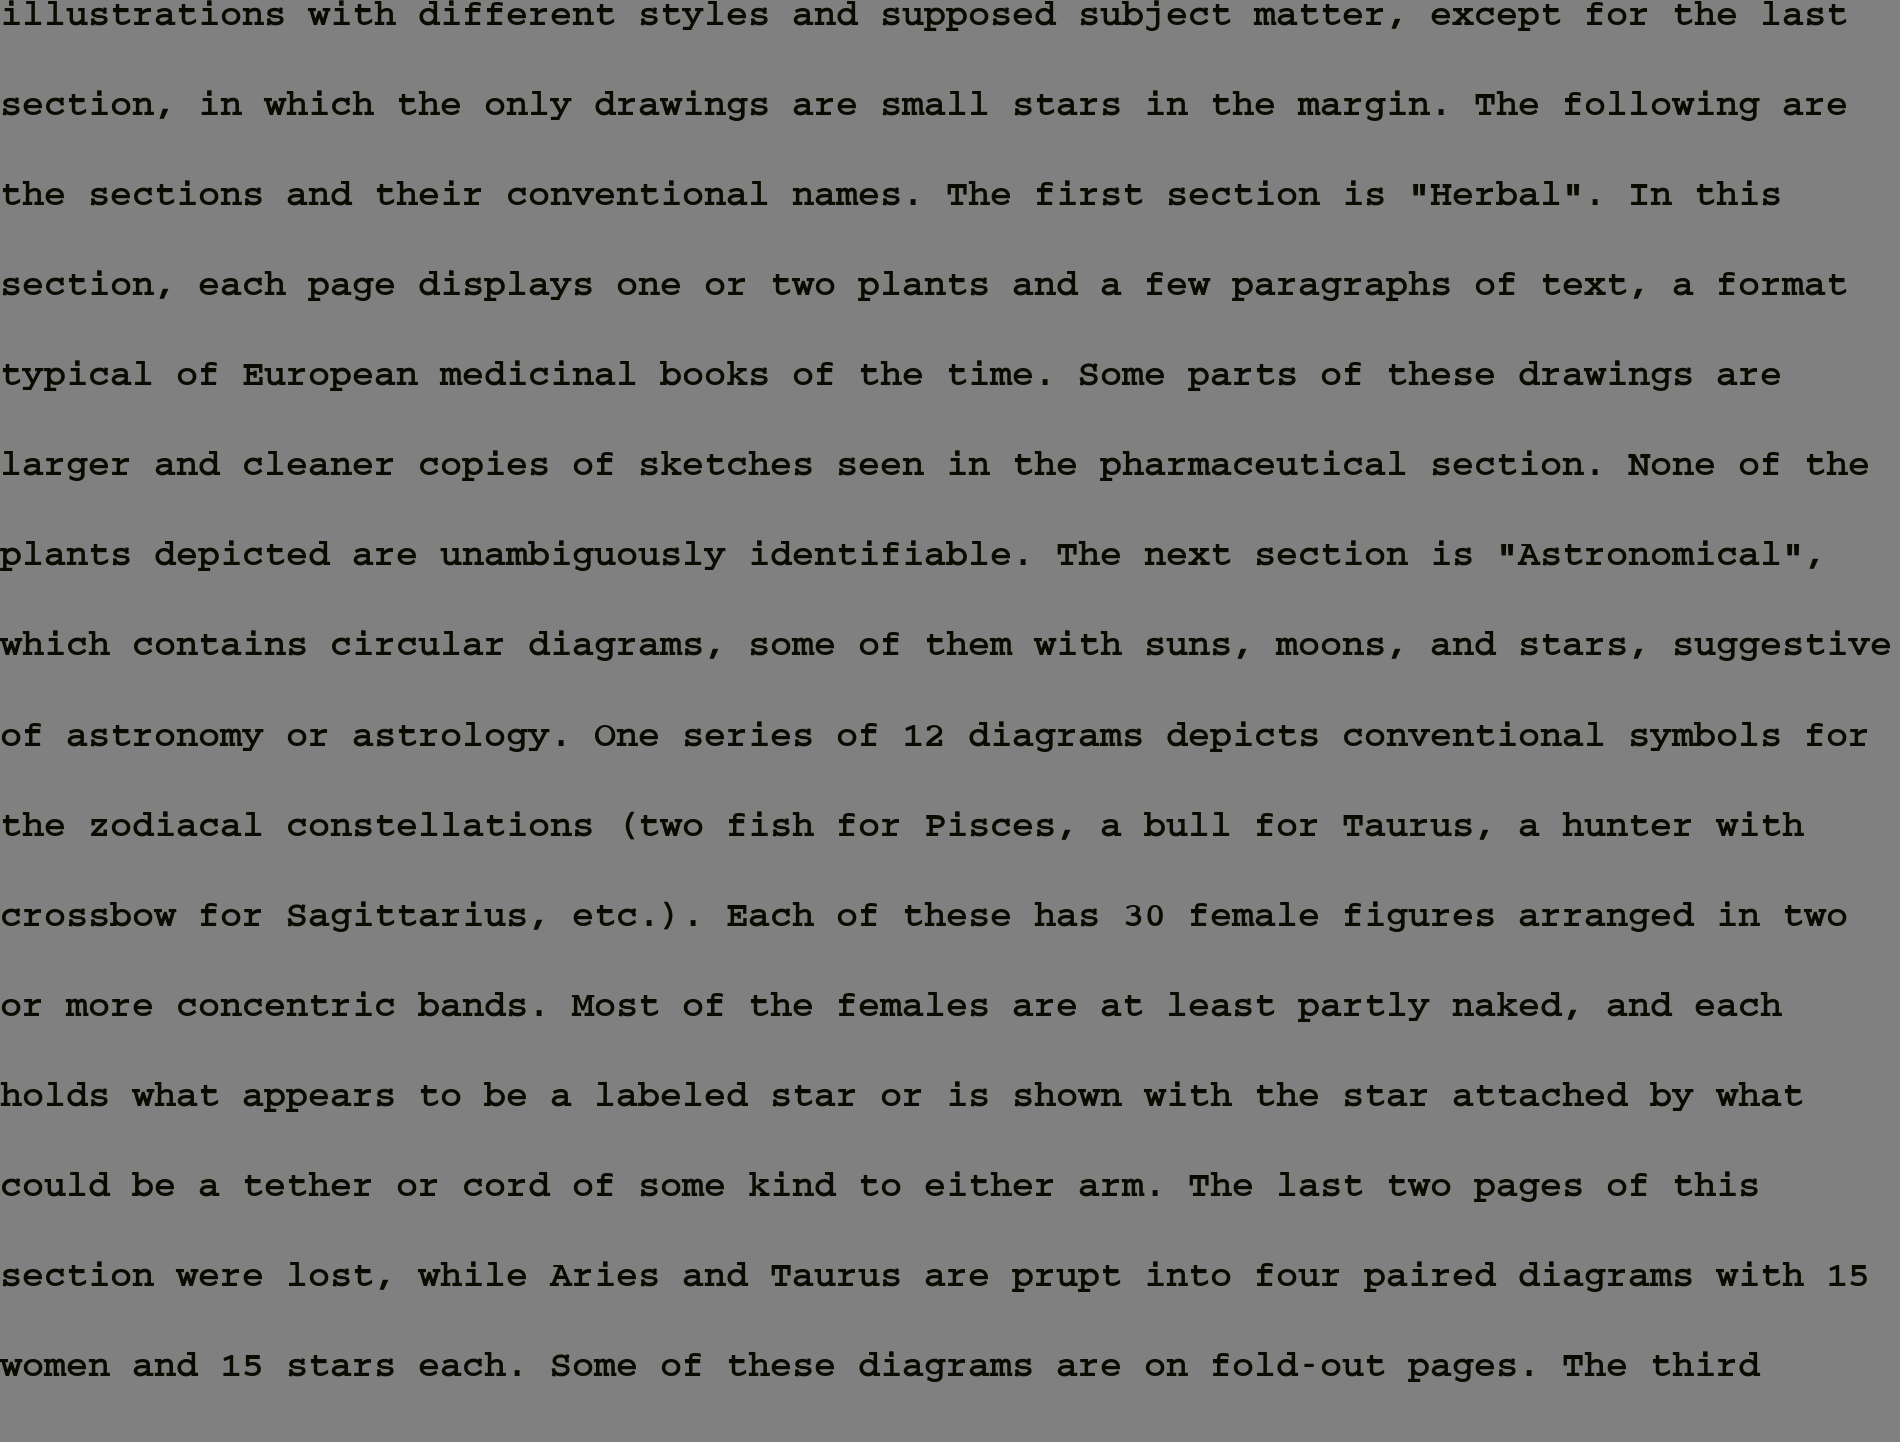 illustrations with different styles and supposed subject matter, except for the last
section, in which the only drawings are small stars in the margin. The following are
the sections and their conventional names. The first section is "Herbal". In this
section, each page displays one or two plants and a few paragraphs of text, a format
typical of European medicinal books of the time. Some parts of these drawings are
larger and cleaner copies of sketches seen in the pharmaceutical section. None of the
plants depicted are unambiguously identifiable. The next section is "Astronomical",
which contains circular diagrams, some of them with suns, moons, and stars, suggestive
of astronomy or astrology. One series of 12 diagrams depicts conventional symbols for
the zodiacal constellations (two fish for Pisces, a bull for Taurus, a hunter with
crossbow for Sagittarius, etc.). Each of these has 30 female figures arranged in two
or more concentric bands. Most of the females are at least partly naked, and each
holds what appears to be a labeled star or is shown with the star attached by what
could be a tether or cord of some kind to either arm. The last two pages of this
section were lost, while Aries and Taurus are prupt into four paired diagrams with 15
women and 15 stars each. Some of these diagrams are on fold-out pages. The third